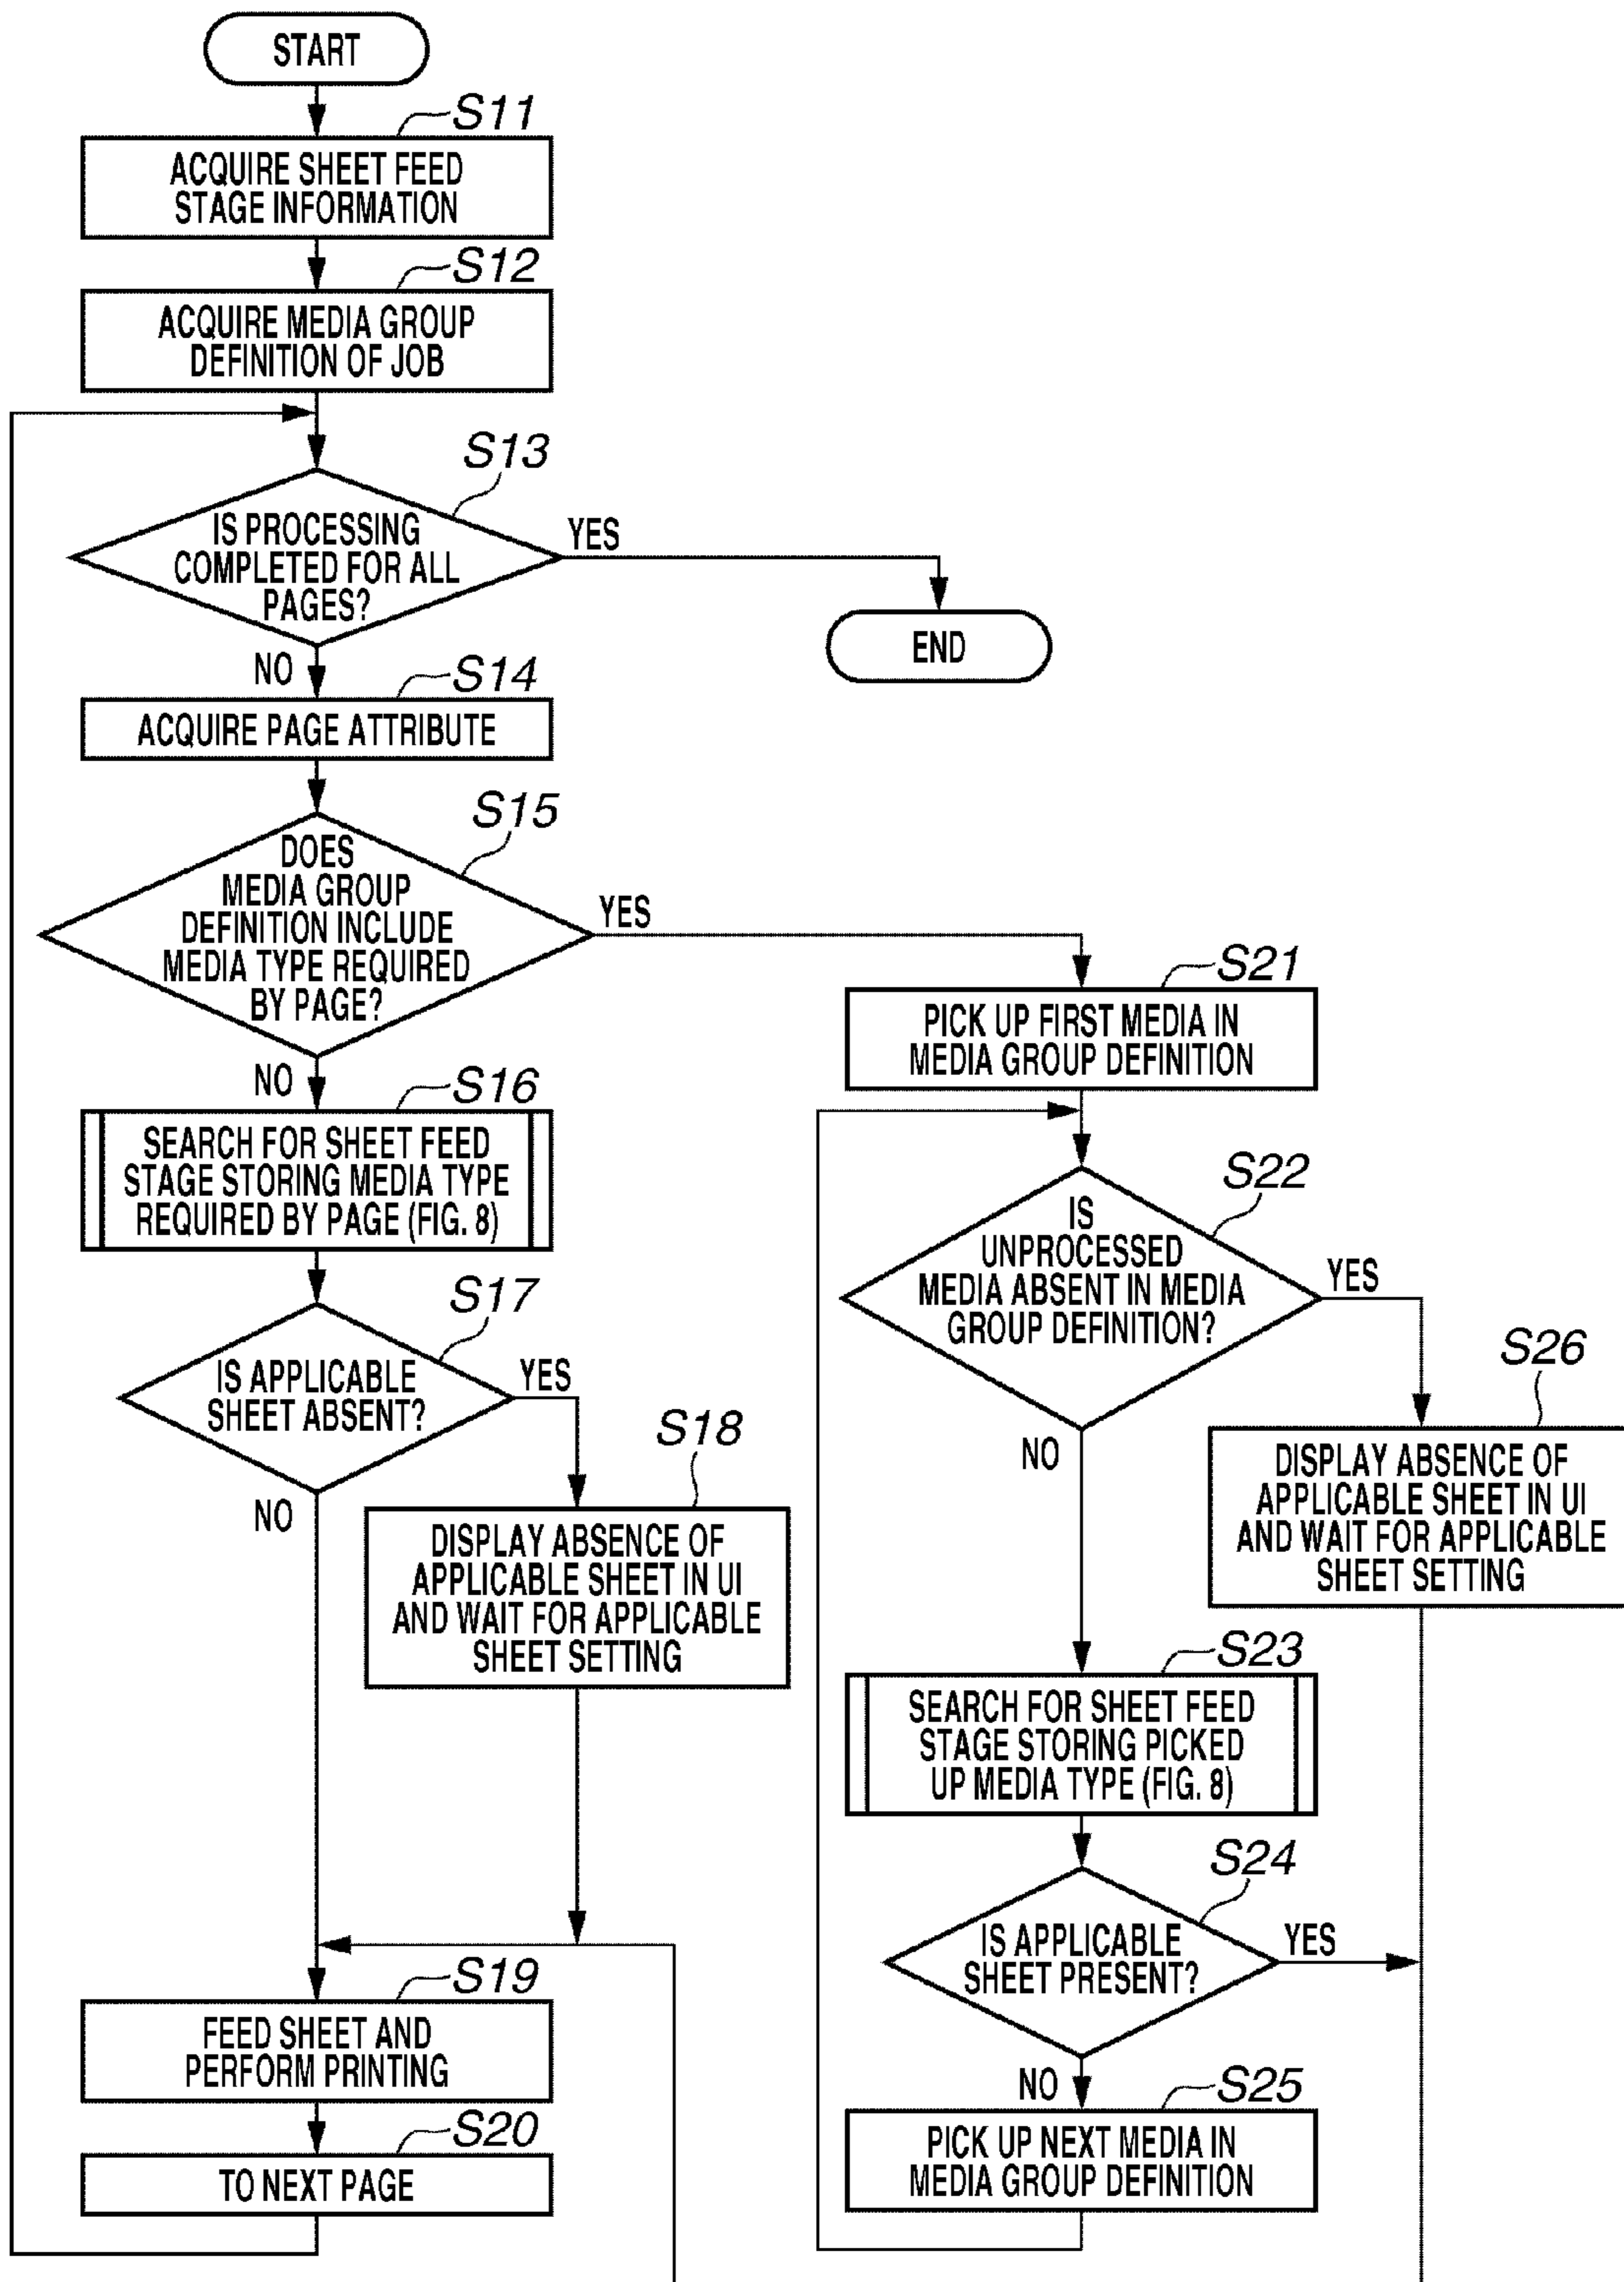 START
S11
ACQUIRE SHEET FEED
STAGE INFORMATION
S12
ACQUIRE MEDIA GROUP
DEFINITION OF JOB
S13
IS PROCESSING
COMPLETED FOR ALL
PAGES?
YES
END
NO
S14
ACQUIRE PAGE ATTRIBUTE
S15
DOES
MEDIA GROUP
DEFINITION INCLUDE
MEDIA TYPE REQUIRED
BY PAGE?
YES
NO
S16
SEARCH FOR SHEET FEED
STAGE STORING MEDIA TYPE
REQUIRED BY PAGE (FIG. 8)
S17
IS APPLICABLE
SHEET ABSENT?
YES
NO
S18
DISPLAY ABSENCE OF
APPLICABLE SHEET IN UI
AND WAIT FOR APPLICABLE
SHEET SETTING
S19
FEED SHEET AND
PERFORM PRINTING
S20
TO NEXT PAGE
S21
PICK UP FIRST MEDIA IN
MEDIA GROUP DEFINITION
S22
IS
UNPROCESSED
MEDIA ABSENT IN MEDIA
GROUP DEFINITION?
YES
NO
S26
DISPLAY ABSENCE OF
APPLICABLE SHEET IN UI
AND WAIT FOR APPLICABLE
SHEET SETTING
S23
SEARCH FOR SHEET FEED
STAGE STORING PICKED
UP MEDIA TYPE (FIG. 8)
S24
IS APPLICABLE
SHEET PRESENT?
YES
NO
S25
PICK UP NEXT MEDIA IN
MEDIA GROUP DEFINITION